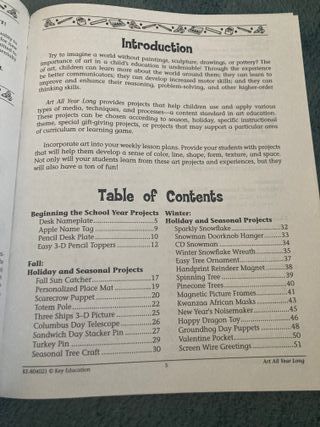 Introduction
Try to imagine a world without paintings, sculpture, drawings, or pottery? The
importance of art in a child's education is undeniable! Through the experience
of art, children can learn more about the world around them; they can learn to
be better communicators; they can develop increased motor skills; and they can
improve and enhance their reasoning, problem-solving, and other higher-order
thinking skills.
Art All Year Long provides projects that help children use and apply various
types of media, techniques, and processes—a content standard in art education.
These projects can be chosen according to season, holiday, specific instructional
theme, special gift-giving projects, or projects that may support a particular area
of curriculum or learning game.
Incorporate art into your weekly lesson plans. Provide your students with projects
that will help them develop a sense of color, line, shape, form, texture, and space.
Not only will your students learn from these art projects and experiences, but they
will also have a ton of fun!
Table of Contents
Beginning the School Year Projects
Desk Nameplate 5
Apple Name Tag 9
Pencil Desk Plate 10
Easy 3-D Pencil Toppers 12
Fall:
Holiday and Seasonal Projects
Fall Sun Catcher 17
Personalized Place Mat 19
Scarecrow Puppet 20
Totem Pole 22
Three Ships 3-D Picture 25
Columbus Day Telescope 26
Sandwich Day Stacker Pin 27
Turkey Pin 29
Seasonal Tree Craft 30
Winter:
Holiday and Seasonal Projects
Sparkly Snowflake 32
Snowman Doorknob Hanger 33
CD Snowman 34
Winter Snowflake Wreath 35
Easy Tree Ornament 37
Handprint Reindeer Magnet 38
Spinning Tree 39
Pinecone Trees 40
Magnetic Picture Frames 41
Kwanzaa African Masks 43
New Year's Noisemaker 45
Happy Dragon Toy 46
Groundhog Day Puppets 48
Valentine Pocket 50
Screen Wire Greetings 51
KE-804021 © Key Education
3
Art All Year Long